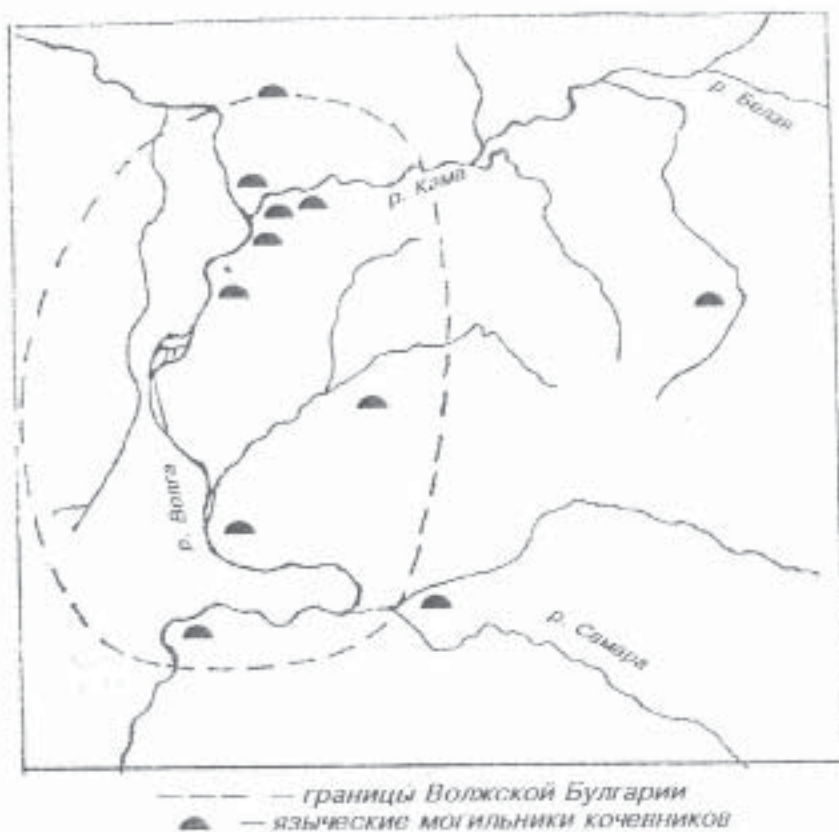 р. Белая
р. Кама
р. Волга
р. Самара
— границы Волжской Булгарии
— языческие могильники кочевников